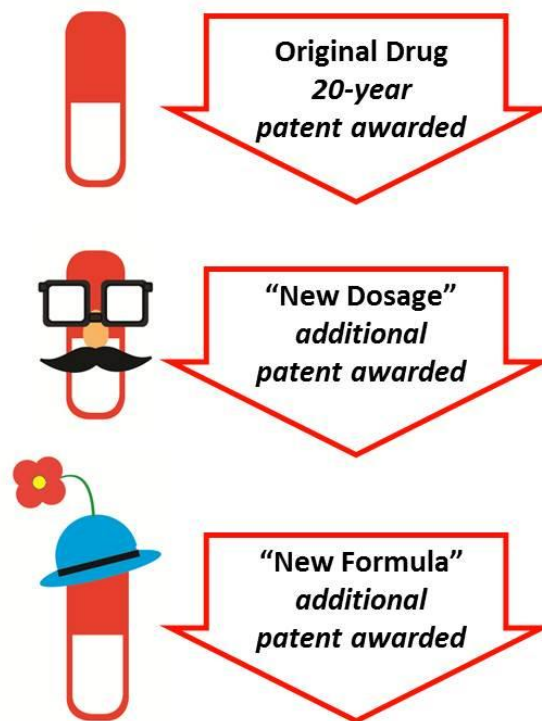 Original Drug
20-year
patent awarded
“New Dosage”
additional
patent awarded
“New Formula”
additional
patent awarded